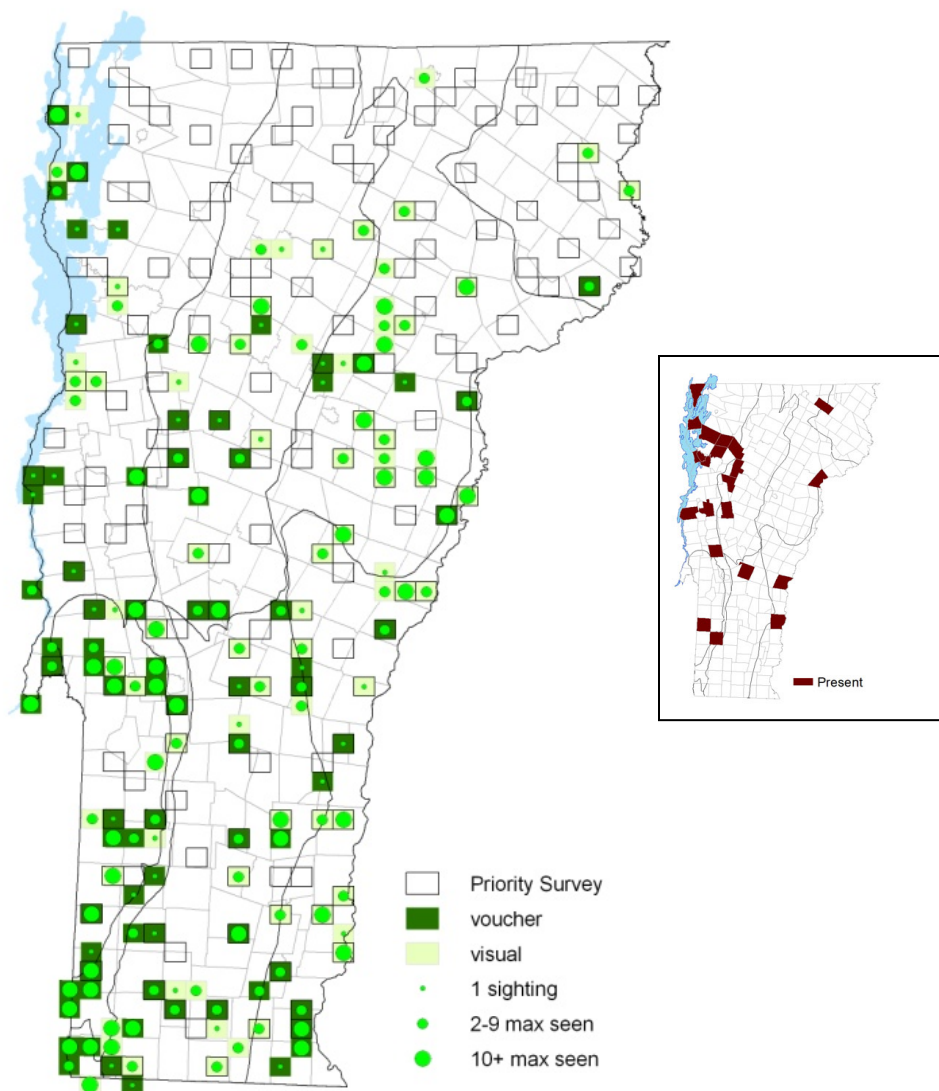 Present
Priority Survey
voucher
visual
1 sighting
2-9 max seen
10+ max seen